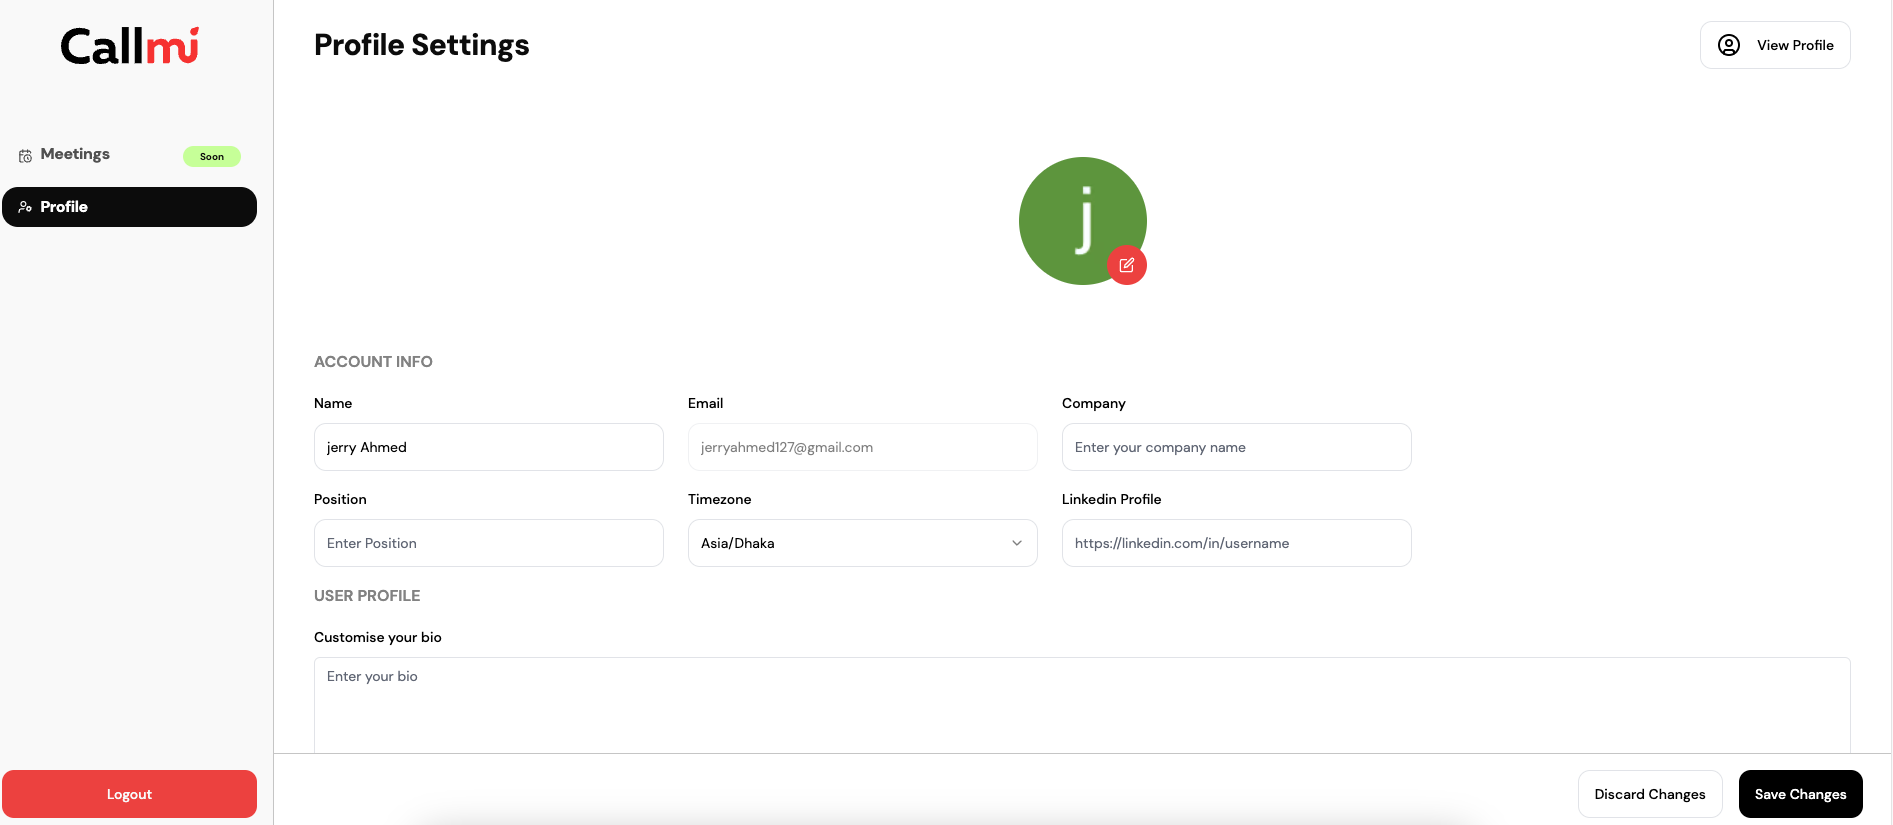 Callmi
Meetings
Soon
Profile
Logout
Profile Settings
View Profile
j
ACCOUNT INFO
Name
Email
Company
jerry Ahmed
jerryahmed127@gmail.com
Enter your company name
Position
Timezone
Linkedin Profile
Enter Position
Asia/Dhaka
https://linkedin.com/in/username
USER PROFILE
Customise your bio
Enter your bio
Discard Changes
Save Changes